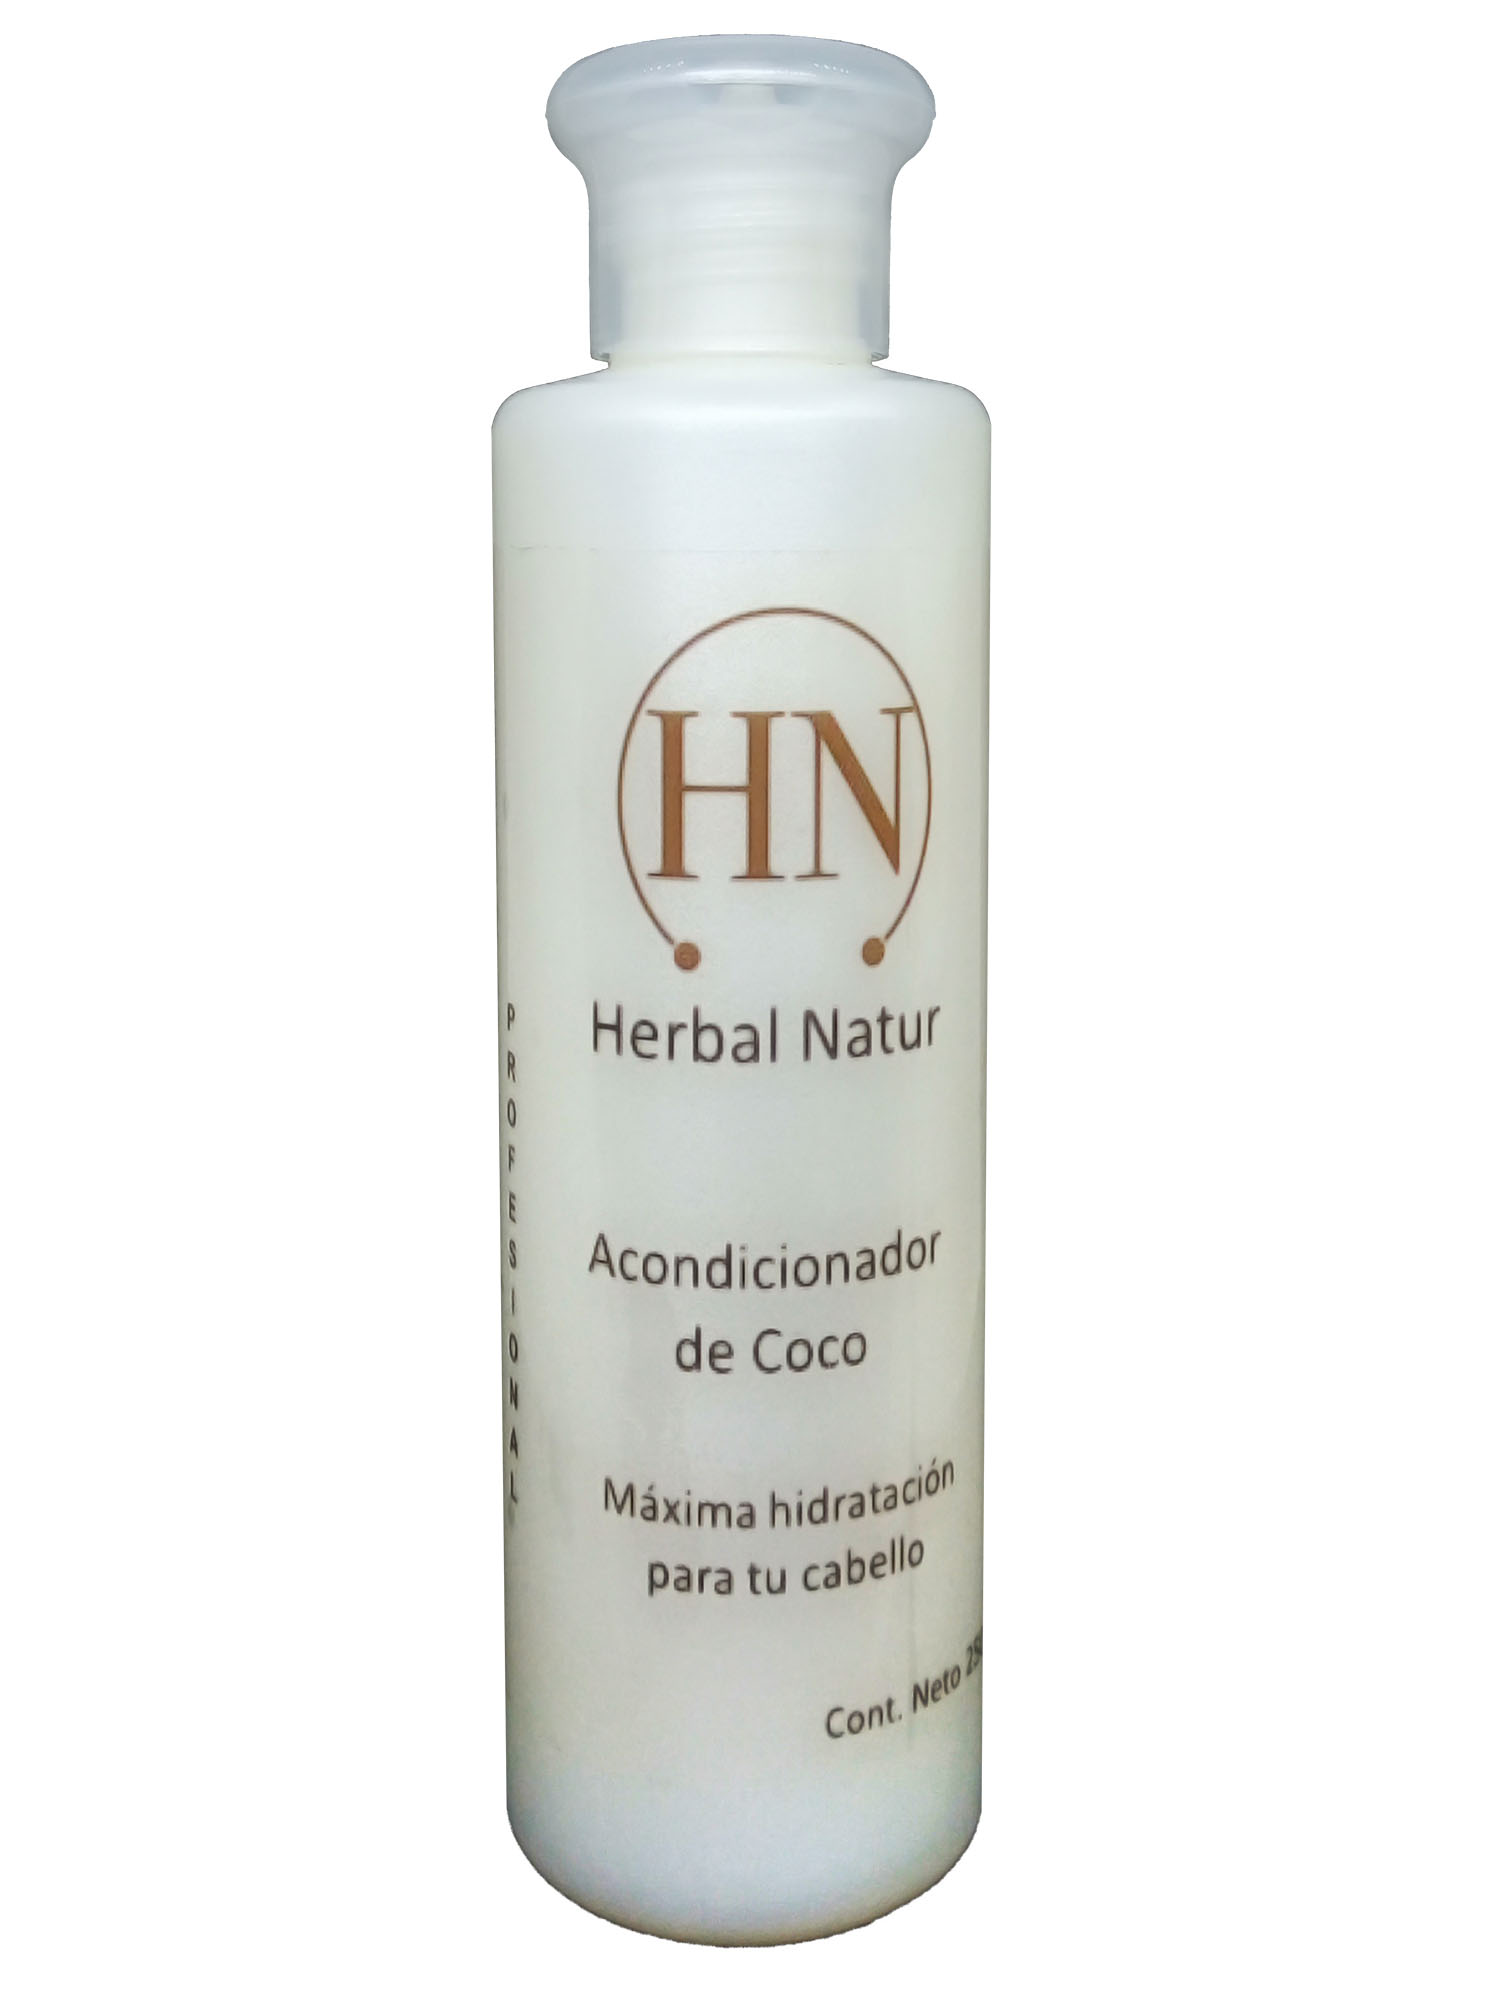 HN
Herbal Natur
Acondicionador
de Coco
Máxima hidratación
para tu cabello
Cont. Neto
PROFESIONAL